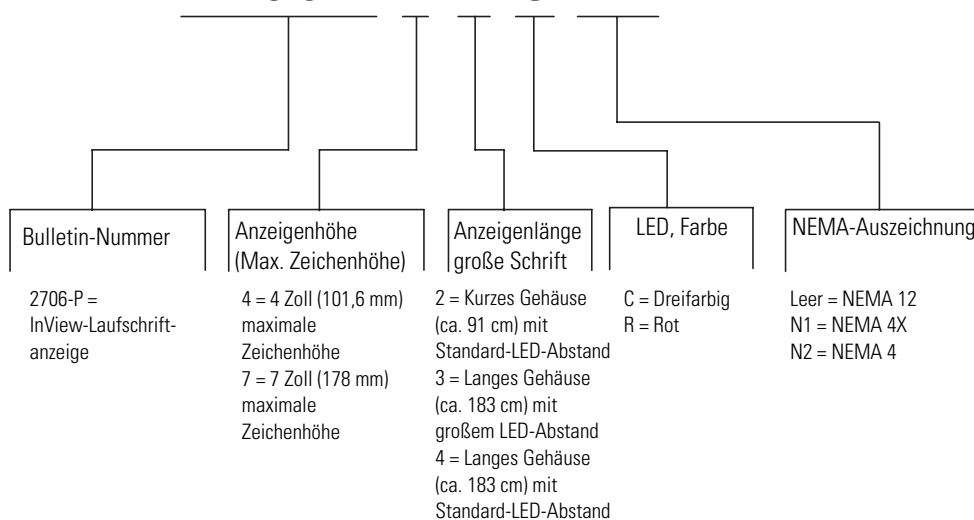 Bulletin-Nummer
2706-P =
InView-Laufschrift-
anzeige
Anzeigenhöhe
(Max. Zeichenhöhe)
4 = 4 Zoll (101,6 mm)
maximale
Zeichenhöhe
7 = 7 Zoll (178 mm)
maximale
Zeichenhöhe
Anzeigenlänge
große Schrift
2 = Kurzes Gehäuse
(ca. 91 cm) mit
Standard-LED-Abstand
3 = Langes Gehäuse
(ca. 183 cm) mit
großem LED-Abstand
4 = Langes Gehäuse
(ca. 183 cm) mit
Standard-LED-Abstand
LED, Farbe
C = Dreifarbig
R = Rot
NEMA-Auszeichnung
Leer = NEMA 12
N1 = NEMA 4X
N2 = NEMA 4